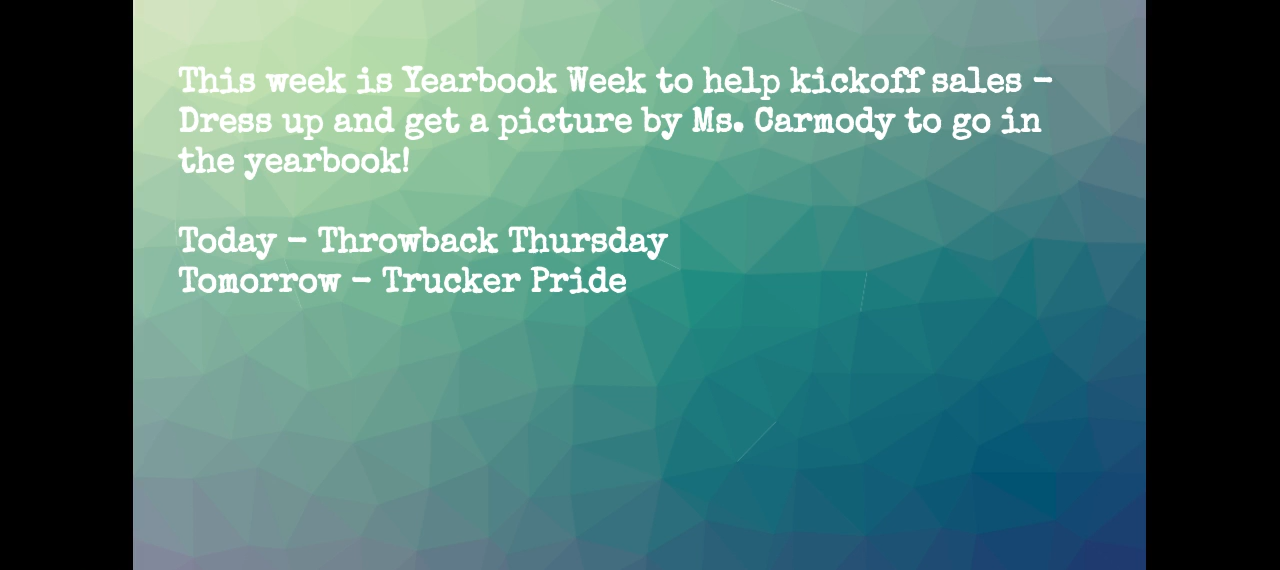 This week is Yearbook Week to help kickoff sales -
Dress up and get a picture by Ms. Carmody to go in
the yearbook!
Today - Throwback Thursday
Tomorrow - Trucker Pride